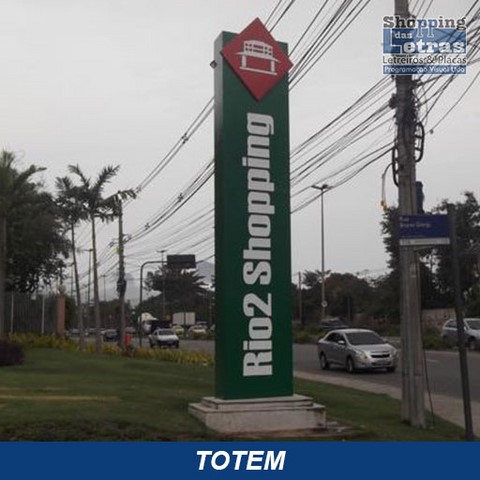 Shopping
das
Letras
Letreiros & Placas
Programação Visual Ltda
Rio2 Shopping
TOTEM